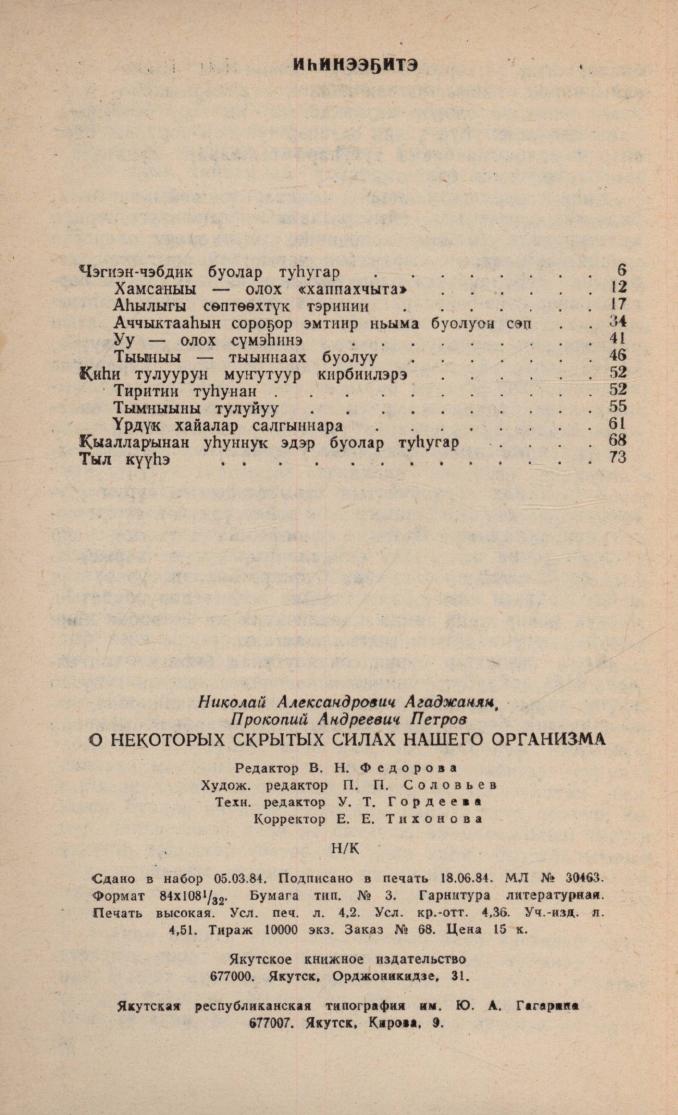 ИҺИНЭЭҔИТЭ
Чэгиэн-чэбдик буолар туһугар . . . . . . . . 6
Хамсаныы — олох «хаппахчыта» . . . . . . 12
Аһылыгы сөптөөхтүк тэринии . . . . . . . 17
Аччыктааһын сороҕор эмтиир ньыма буолуон сөп . . 34
Уу — олох сүмэһинэ . . . . . . . . . 41
Тыыныы — тыыннаах буолуу . . . . . . . 46
Киһи тулуурун муҥутуур кирбиилэрэ . . . . . . 52
Тиритии туһунан . . . . . . . . . . 52
Тымныыны тулуйуу . . . . . . . . . 55
Үрдүк хайалар салгыннара . . . . . . . 61
Кыалларынан уһуннук эдэр буолар туһугар . . . . 68
Тыл күүһэ . . . . . . . . . . . . 73
Николай Александрович Агаджанян,
Прокопий Андреевич Петров
О НЕКОТОРЫХ СКРЫТЫХ СИЛАХ НАШЕГО ОРГАНИЗМА
Редактор В. Н. Федорова
Худож. редактор П. П. Соловьев
Техн. редактор У. Т. Гордеева
Корректор Е. Е. Тихонова
Н/К
Сдано в набор 05.03.84. Подписано в печать 18.06.84. МЛ № 30463.
Формат 84х108¹/₃₂. Бумага тип. № 3. Гарнитура литературная.
Печать высокая. Усл. печ. л. 4,2. Усл. кр.-отт. 4,36. Уч.-изд. л.
4,51. Тираж 10000 экз. Заказ № 68. Цена 15 к.
Якутское книжное издательство
677000. Якутск, Орджоникидзе, 31.
Якутская республиканская типография им. Ю. А. Гагарина
677007. Якутск, Кирова, 9.